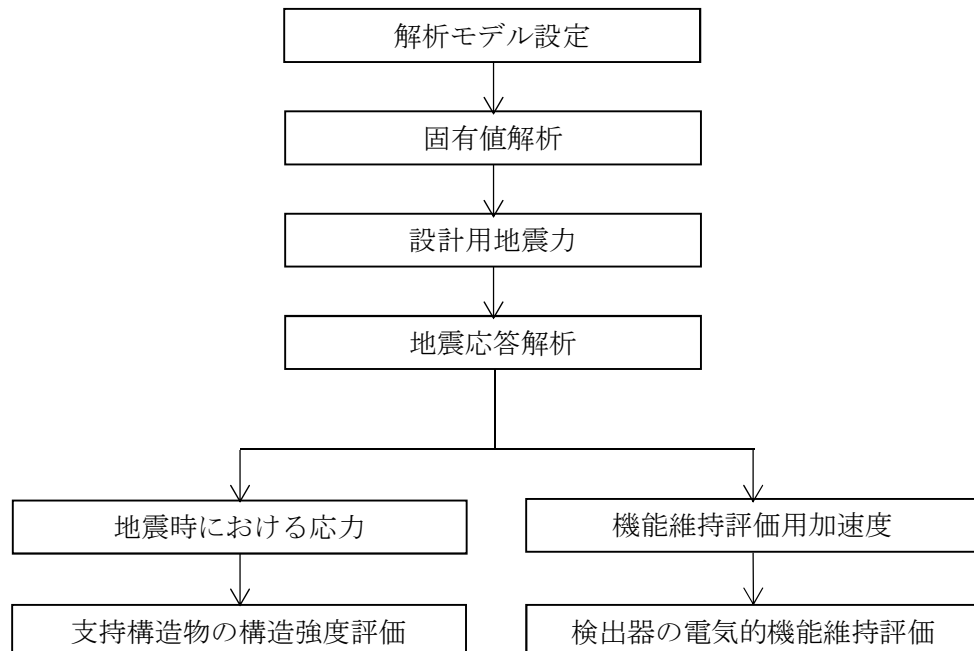 解析モデル設定
固有値解析
設計用地震力
地震応答解析
地震時における応力
機能維持評価用加速度
支持構造物の構造強度評価
検出器の電気的機能維持評価